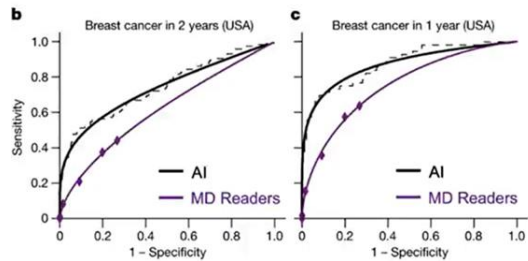 b
Breast cancer in 2 years (USA)
Sensitivity
1.0
0.8
0.6
0.4
0.2
0
AI
MD Readers
0
0.2
0.4
0.6
0.8
1.0
1 – Specificity
c
Breast cancer in 1 year (USA)
AI
MD Readers
0
0.2
0.4
0.6
0.8
1.0
1 – Specificity